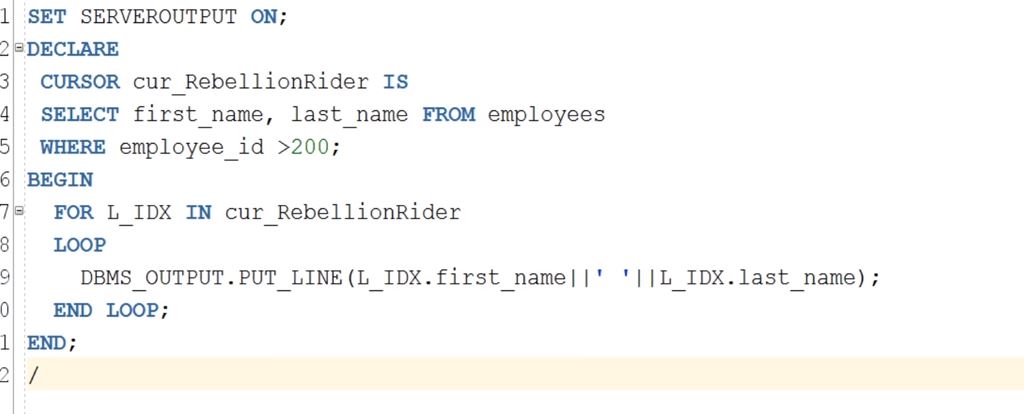 1 SET SERVEROUTPUT ON;
2 DECLARE
3 CURSOR cur_RebellionRider IS
4 SELECT first_name, last_name FROM employees
5 WHERE employee_id >200;
6 BEGIN
7 FOR L_IDX IN cur_RebellionRider
8 LOOP
9 DBMS_OUTPUT.PUT_LINE(L_IDX.first_name||' '||L_IDX.last_name);
0 END LOOP;
1 END;
2 /